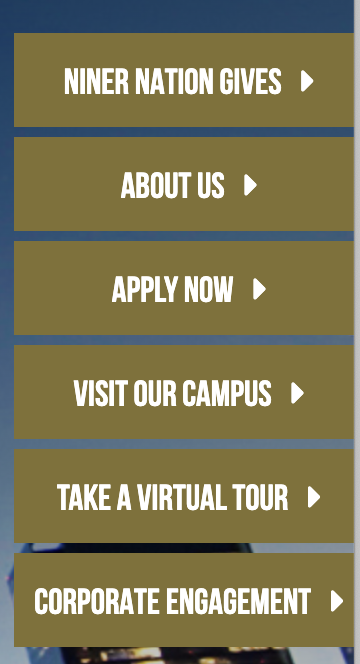 NINER NATION GIVES
ABOUT US
APPLY NOW
VISIT OUR CAMPUS
TAKE A VIRTUAL TOUR
CORPORATE ENGAGEMENT